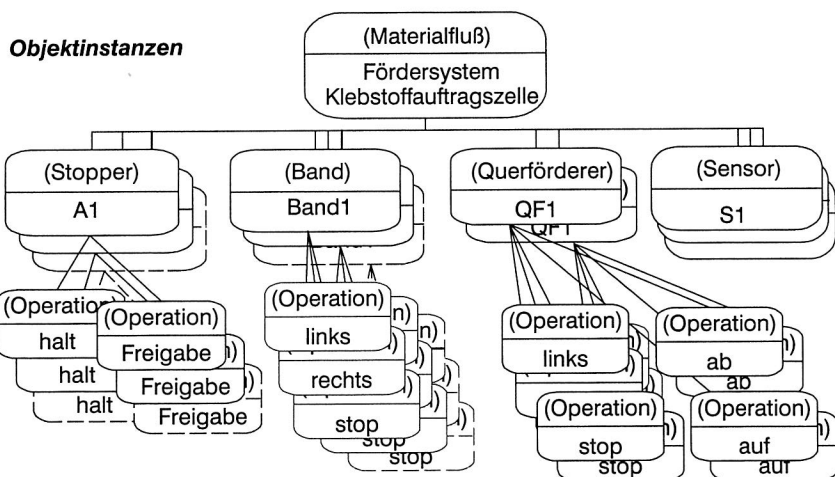 Objektinstanzen
(Materialfluß)
Fördersystem
Klebstoffauftragszelle
(Stopper)
A1
(Band)
Band1
(Querförderer)
QF1
QF1
(Sensor)
S1
(Operation)
halt
halt
halt
(Operation)
Freigabe
Freigabe
Freigabe
(Operation)
links
rechts
stop
stop
stop
(Operation)
links
(Operation)
stop
stop
(Operation)
ab
ab
(Operation)
auf
auf